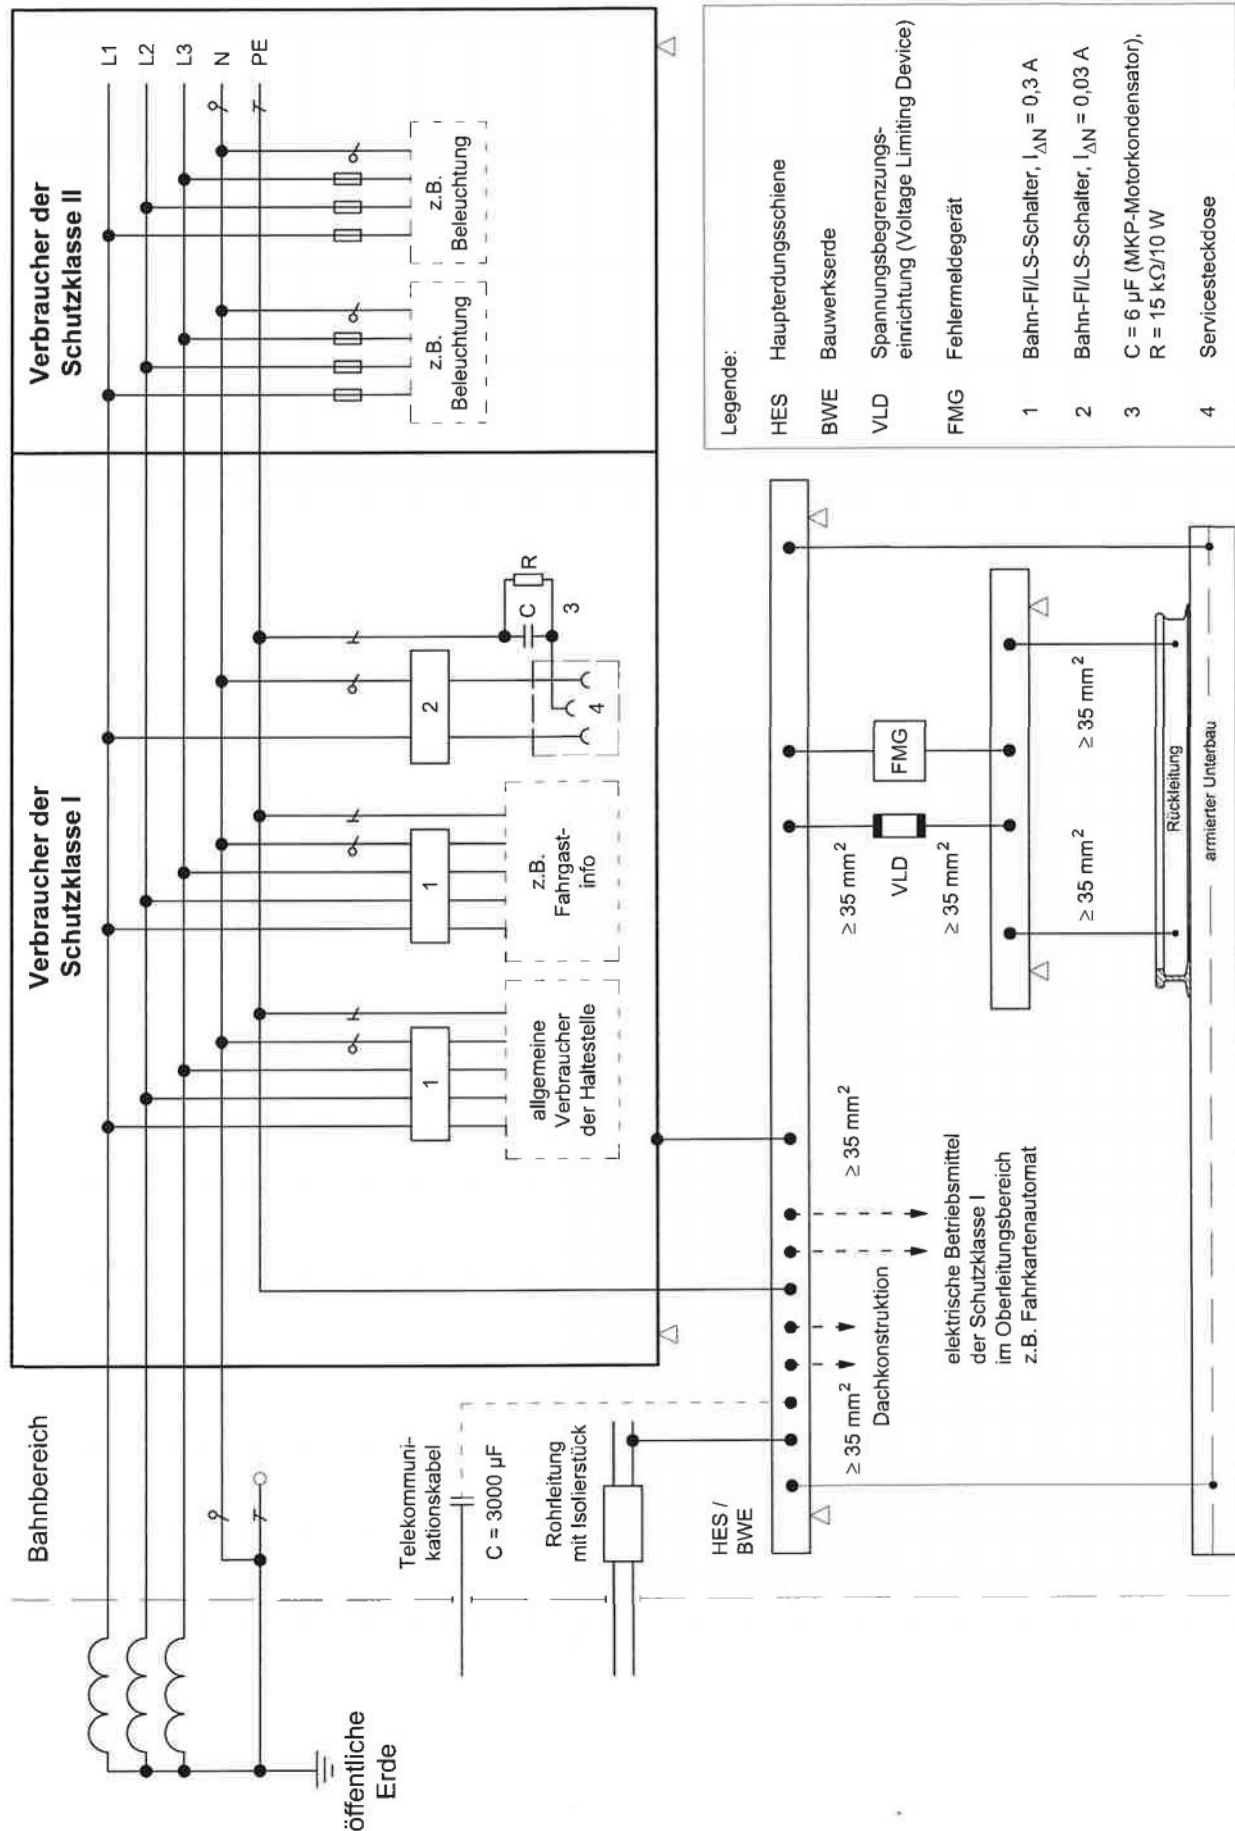 Bahnbereich
Verbraucher der
Schutzklasse I
Verbraucher der
Schutzklasse II
L1
L2
L3
N
PE
öffentliche
Erde
1
allgemeine
Verbraucher
der Haltestelle
1
z.B.
Fahrgast-
info
2
4
C
R
3
z.B.
Beleuchtung
z.B.
Beleuchtung
Telekommuni-
kationskabel
C = 3000 µF
Rohrleitung
mit Isolierstück
HES /
BWE
≥ 35 mm²
Dachkonstruktion
≥ 35 mm²
elektrische Betriebsmittel
der Schutzklasse I
im Oberleitungsbereich
z.B. Fahrkartenautomat
≥ 35 mm²
VLD
≥ 35 mm²
FMG
≥ 35 mm²
≥ 35 mm²
Rückleitung
armierter Unterbau
Legende:
HES Haupterdungsschiene
BWE Bauwerkserde
VLD Spannungsbegrenzungs-
einrichtung (Voltage Limiting Device)
FMG Fehlermeldegerät
1 Bahn-FI/LS-Schalter, IΔN = 0,3 A
2 Bahn-FI/LS-Schalter, IΔN = 0,03 A
3 C = 6 µF (MKP-Motorkondensator),
R = 15 kΩ/10 W
4 Servicesteckdose